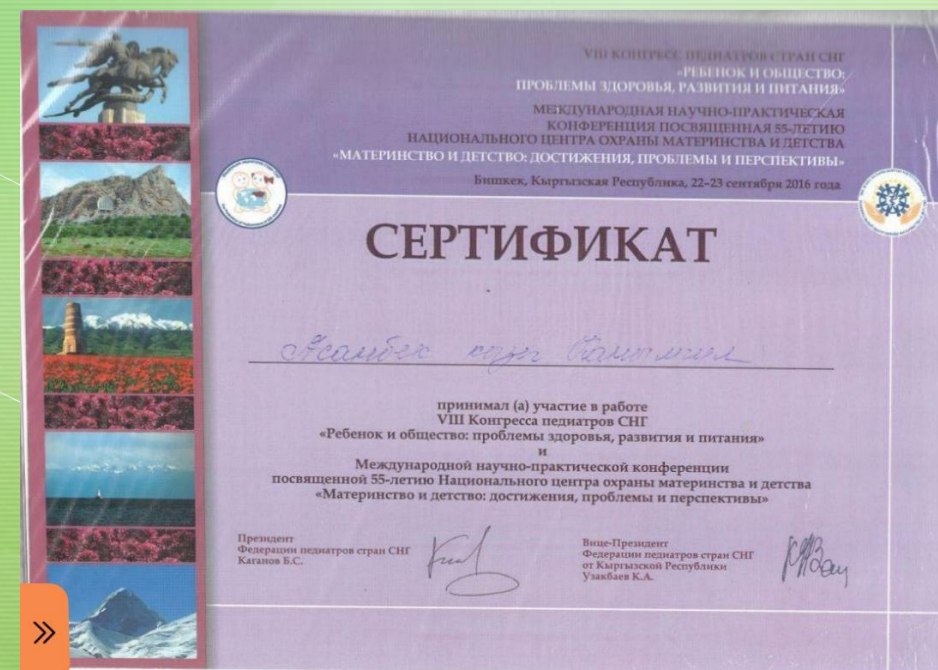 VIII КОНГРЕСС ПЕДИАТРОВ СТРАН СНГ
«РЕБЕНОК И ОБЩЕСТВО:
ПРОБЛЕМЫ ЗДОРОВЬЯ, РАЗВИТИЯ И ПИТАНИЯ»
МЕЖДУНАРОДНАЯ НАУЧНО-ПРАКТИЧЕСКАЯ
КОНФЕРЕНЦИЯ ПОСВЯЩЕННАЯ 55-ЛЕТИЮ
НАЦИОНАЛЬНОГО ЦЕНТРА ОХРАНЫ МАТЕРИНСТВА И ДЕТСТВА
«МАТЕРИНСТВО И ДЕТСТВО: ДОСТИЖЕНИЯ, ПРОБЛЕМЫ И ПЕРСПЕКТИВЫ»
Бишкек, Кыргызская Республика, 22-23 сентября 2016 года
СЕРТИФИКАТ
Асанбек кызы
принимал (а) участие в работе
VIII Конгресса педиатров СНГ
«Ребенок и общество: проблемы здоровья, развития и питания»
и
Международной научно-практической конференции
посвященной 55-летию Национального центра охраны материнства и детства
«Материнство и детство: достижения, проблемы и перспективы»
Президент
Федерации педиатров стран СНГ
Каганов Б.С.
Вице-Президент
Федерации педиатров стран СНГ
от Кыргызской Республики
Узакбаев К.А.